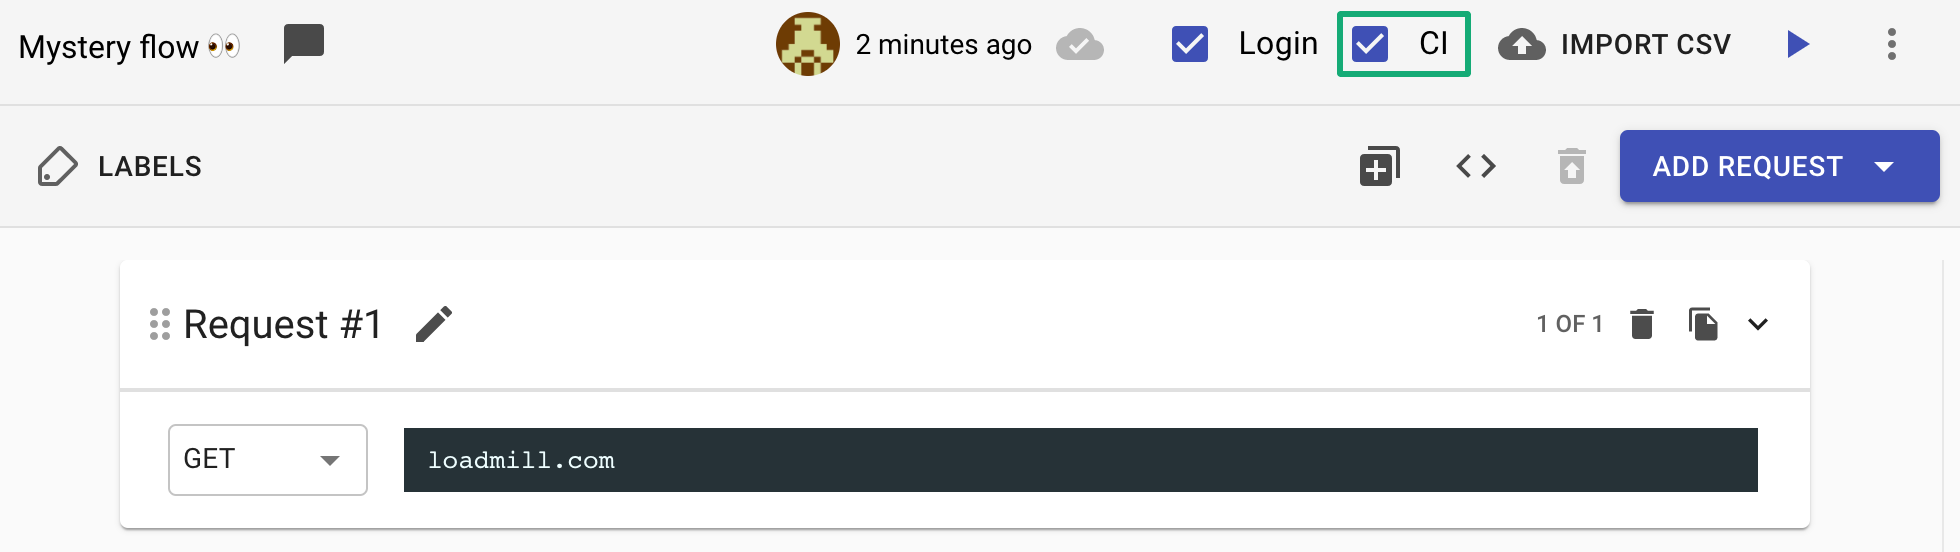 Mystery flow 👀 2 minutes ago Login CI IMPORT CSV
LABELS ADD REQUEST
Request #1 1 OF 1
GET loadmill.com